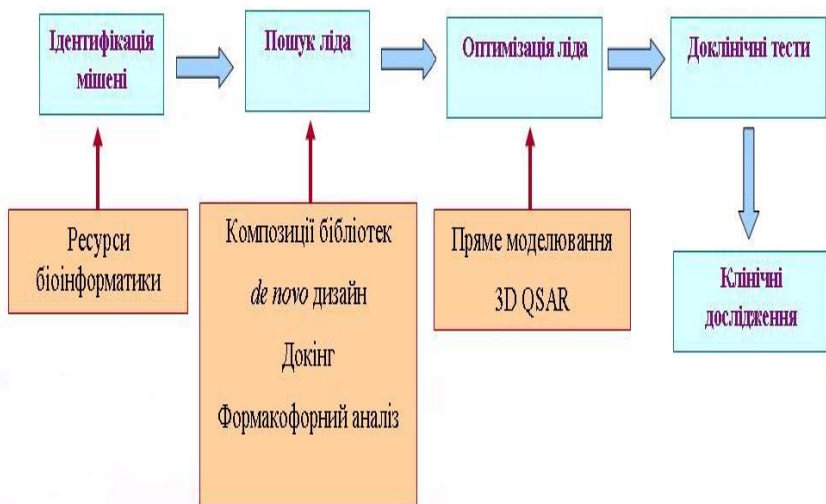 Ідентифікація
мішені
Пошук ліда
Оптимізація ліда
Доклінічні тести
Ресурси
біоінформатики
Композиції бібліотек
de novo дизайн
Докінг
Формакофорний аналіз
Пряме моделювання
3D QSAR
Клінічні
дослідження